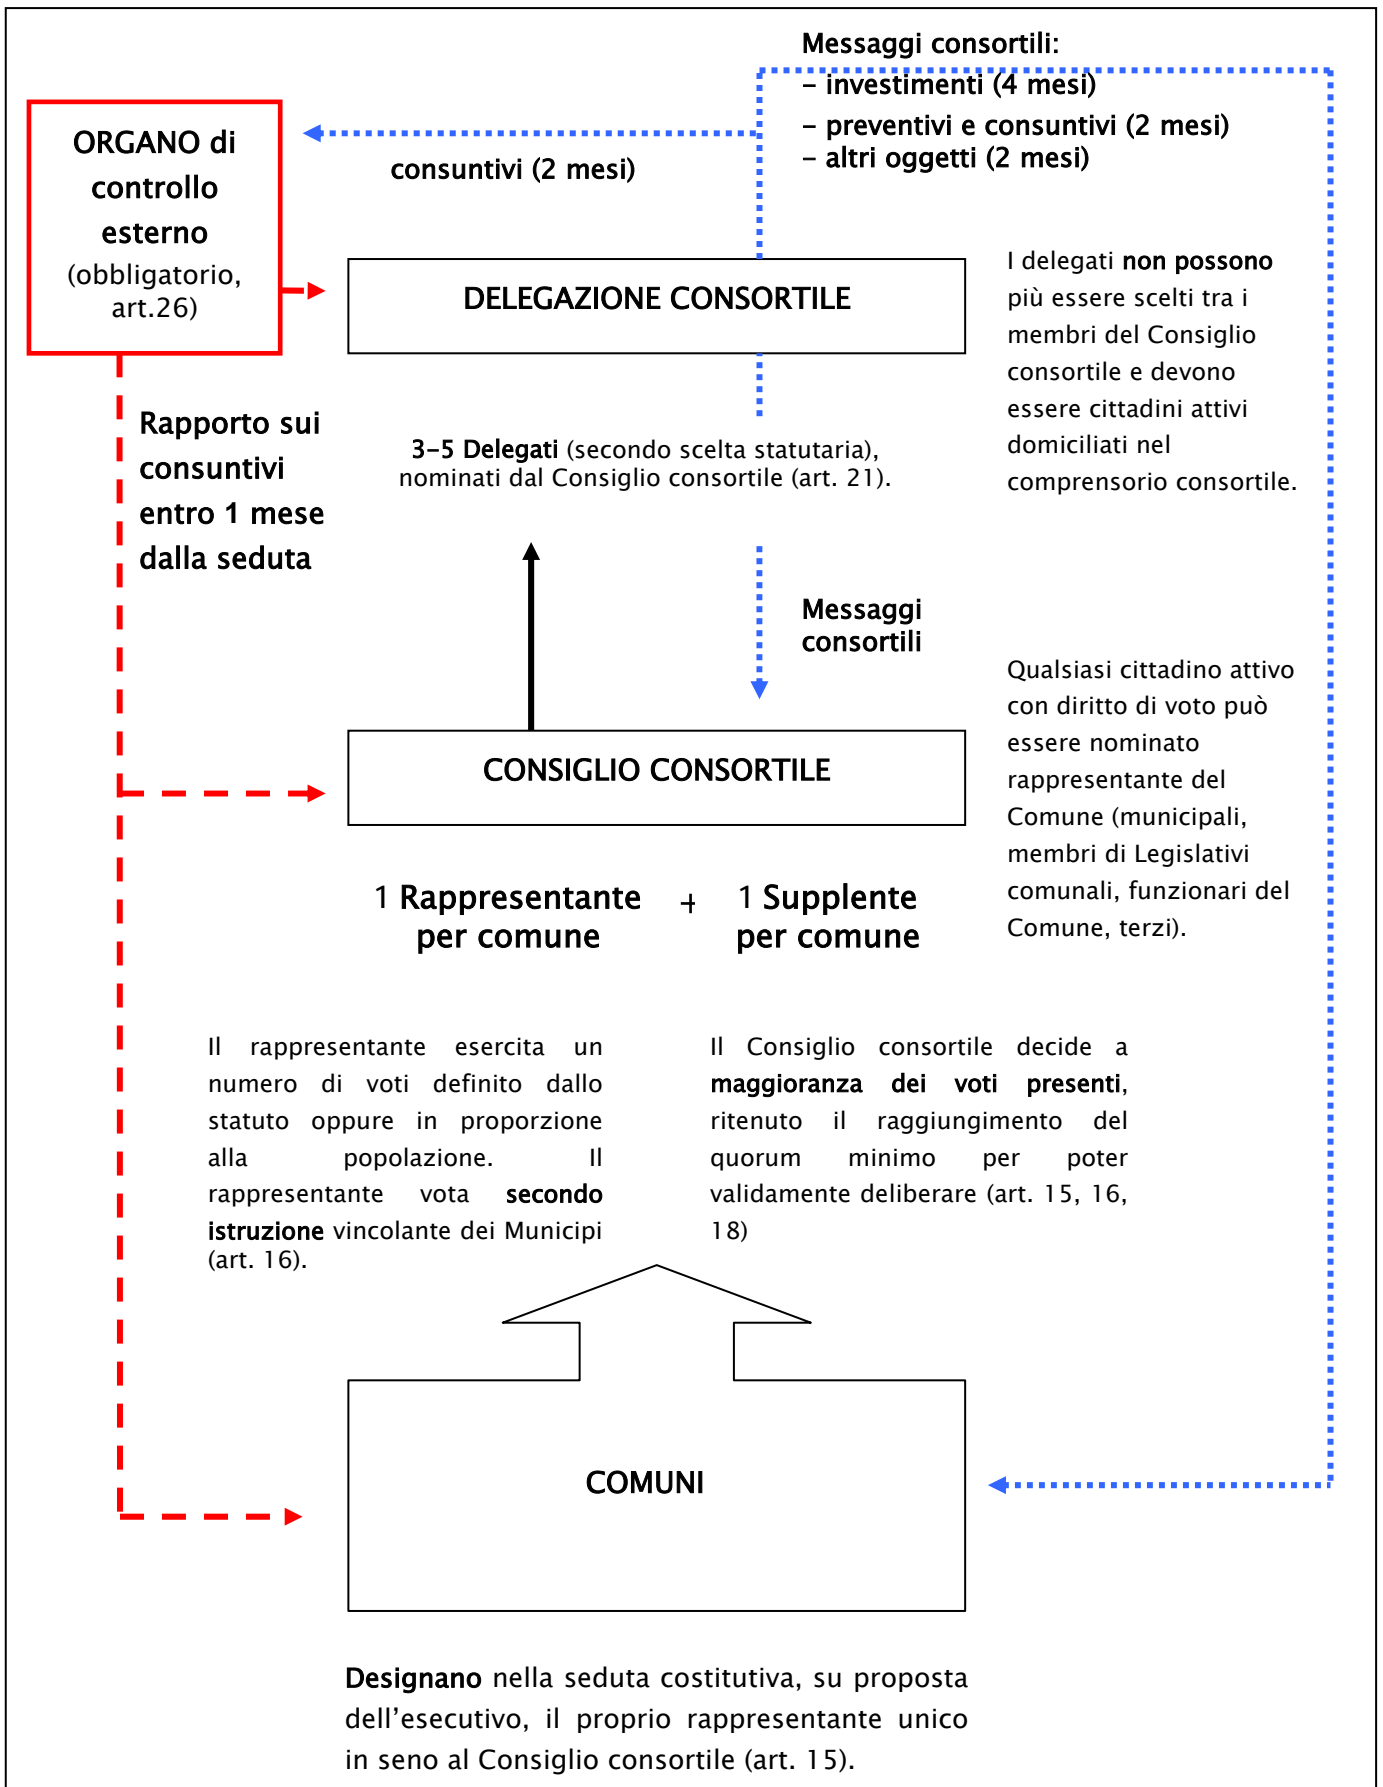 Messaggi consortili:
– investimenti (4 mesi)
– preventivi e consuntivi (2 mesi)
– altri oggetti (2 mesi)
ORGANO di
controllo
esterno
(obbligatorio,
art.26)
consuntivi (2 mesi)
DELEGAZIONE CONSORTILE
I delegati non possono
più essere scelti tra i
membri del Consiglio
consortile e devono
essere cittadini attivi
domiciliati nel
comprensorio consortile.
Rapporto sui
consuntivi
entro 1 mese
dalla seduta
3–5 Delegati (secondo scelta statutaria),
nominati dal Consiglio consortile (art. 21).
Messaggi
consortili
Qualsiasi cittadino attivo
con diritto di voto può
essere nominato
rappresentante del
Comune (municipali,
membri di Legislativi
comunali, funzionari del
Comune, terzi).
CONSIGLIO CONSORTILE
1 Rappresentante
per comune
+
1 Supplente
per comune
Il rappresentante esercita un
numero di voti definito dallo
statuto oppure in proporzione
alla popolazione. Il
rappresentante vota secondo
istruzione vincolante dei Municipi
(art. 16).
Il Consiglio consortile decide a
maggioranza dei voti presenti,
ritenuto il raggiungimento del
quorum minimo per poter
validamente deliberare (art. 15, 16,
18)
COMUNI
Designano nella seduta costitutiva, su proposta
dell’esecutivo, il proprio rappresentante unico
in seno al Consiglio consortile (art. 15).